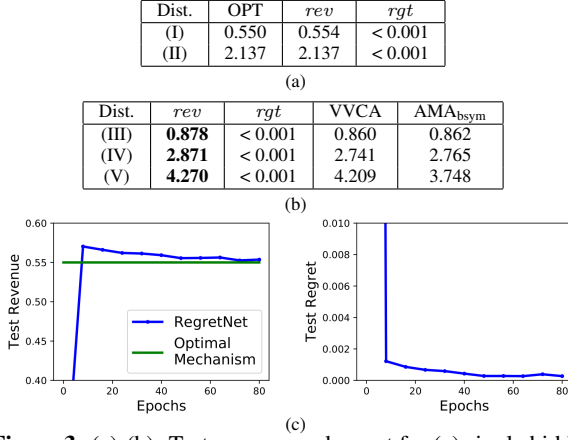 Dist. OPT rev rgt
(I) 0.550 0.554 < 0.001
(II) 2.137 2.137 < 0.001
(a)
Dist. rev rgt VVCA AMAbsym
(III) 0.878 < 0.001 0.860 0.862
(IV) 2.871 < 0.001 2.741 2.765
(V) 4.270 < 0.001 4.209 3.748
(b)
0.60
0.55
0.50
0.45
0.40
Test Revenue
RegretNet
Optimal
Mechanism
0 20 40 60 80
Epochs
0.010
0.008
0.006
0.004
0.002
0.000
Test Regret
0 20 40 60 80
Epochs
(c)